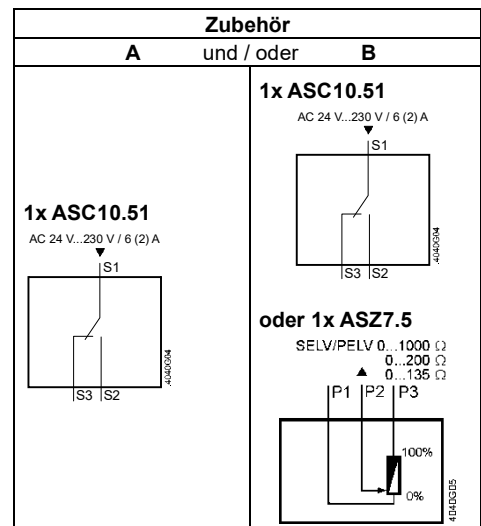 Zubehör
A und / oder B
1x ASC10.51
AC 24 V...230 V / 6 (2) A
S1
S3 S2
4040G04
1x ASC10.51
AC 24 V...230 V / 6 (2) A
S1
S3 S2
4040G04
oder 1x ASZ7.5
SELV/PELV 0...1000 Ω
0...200 Ω
0...135 Ω
P1 P2 P3
100%
0%
4040G05